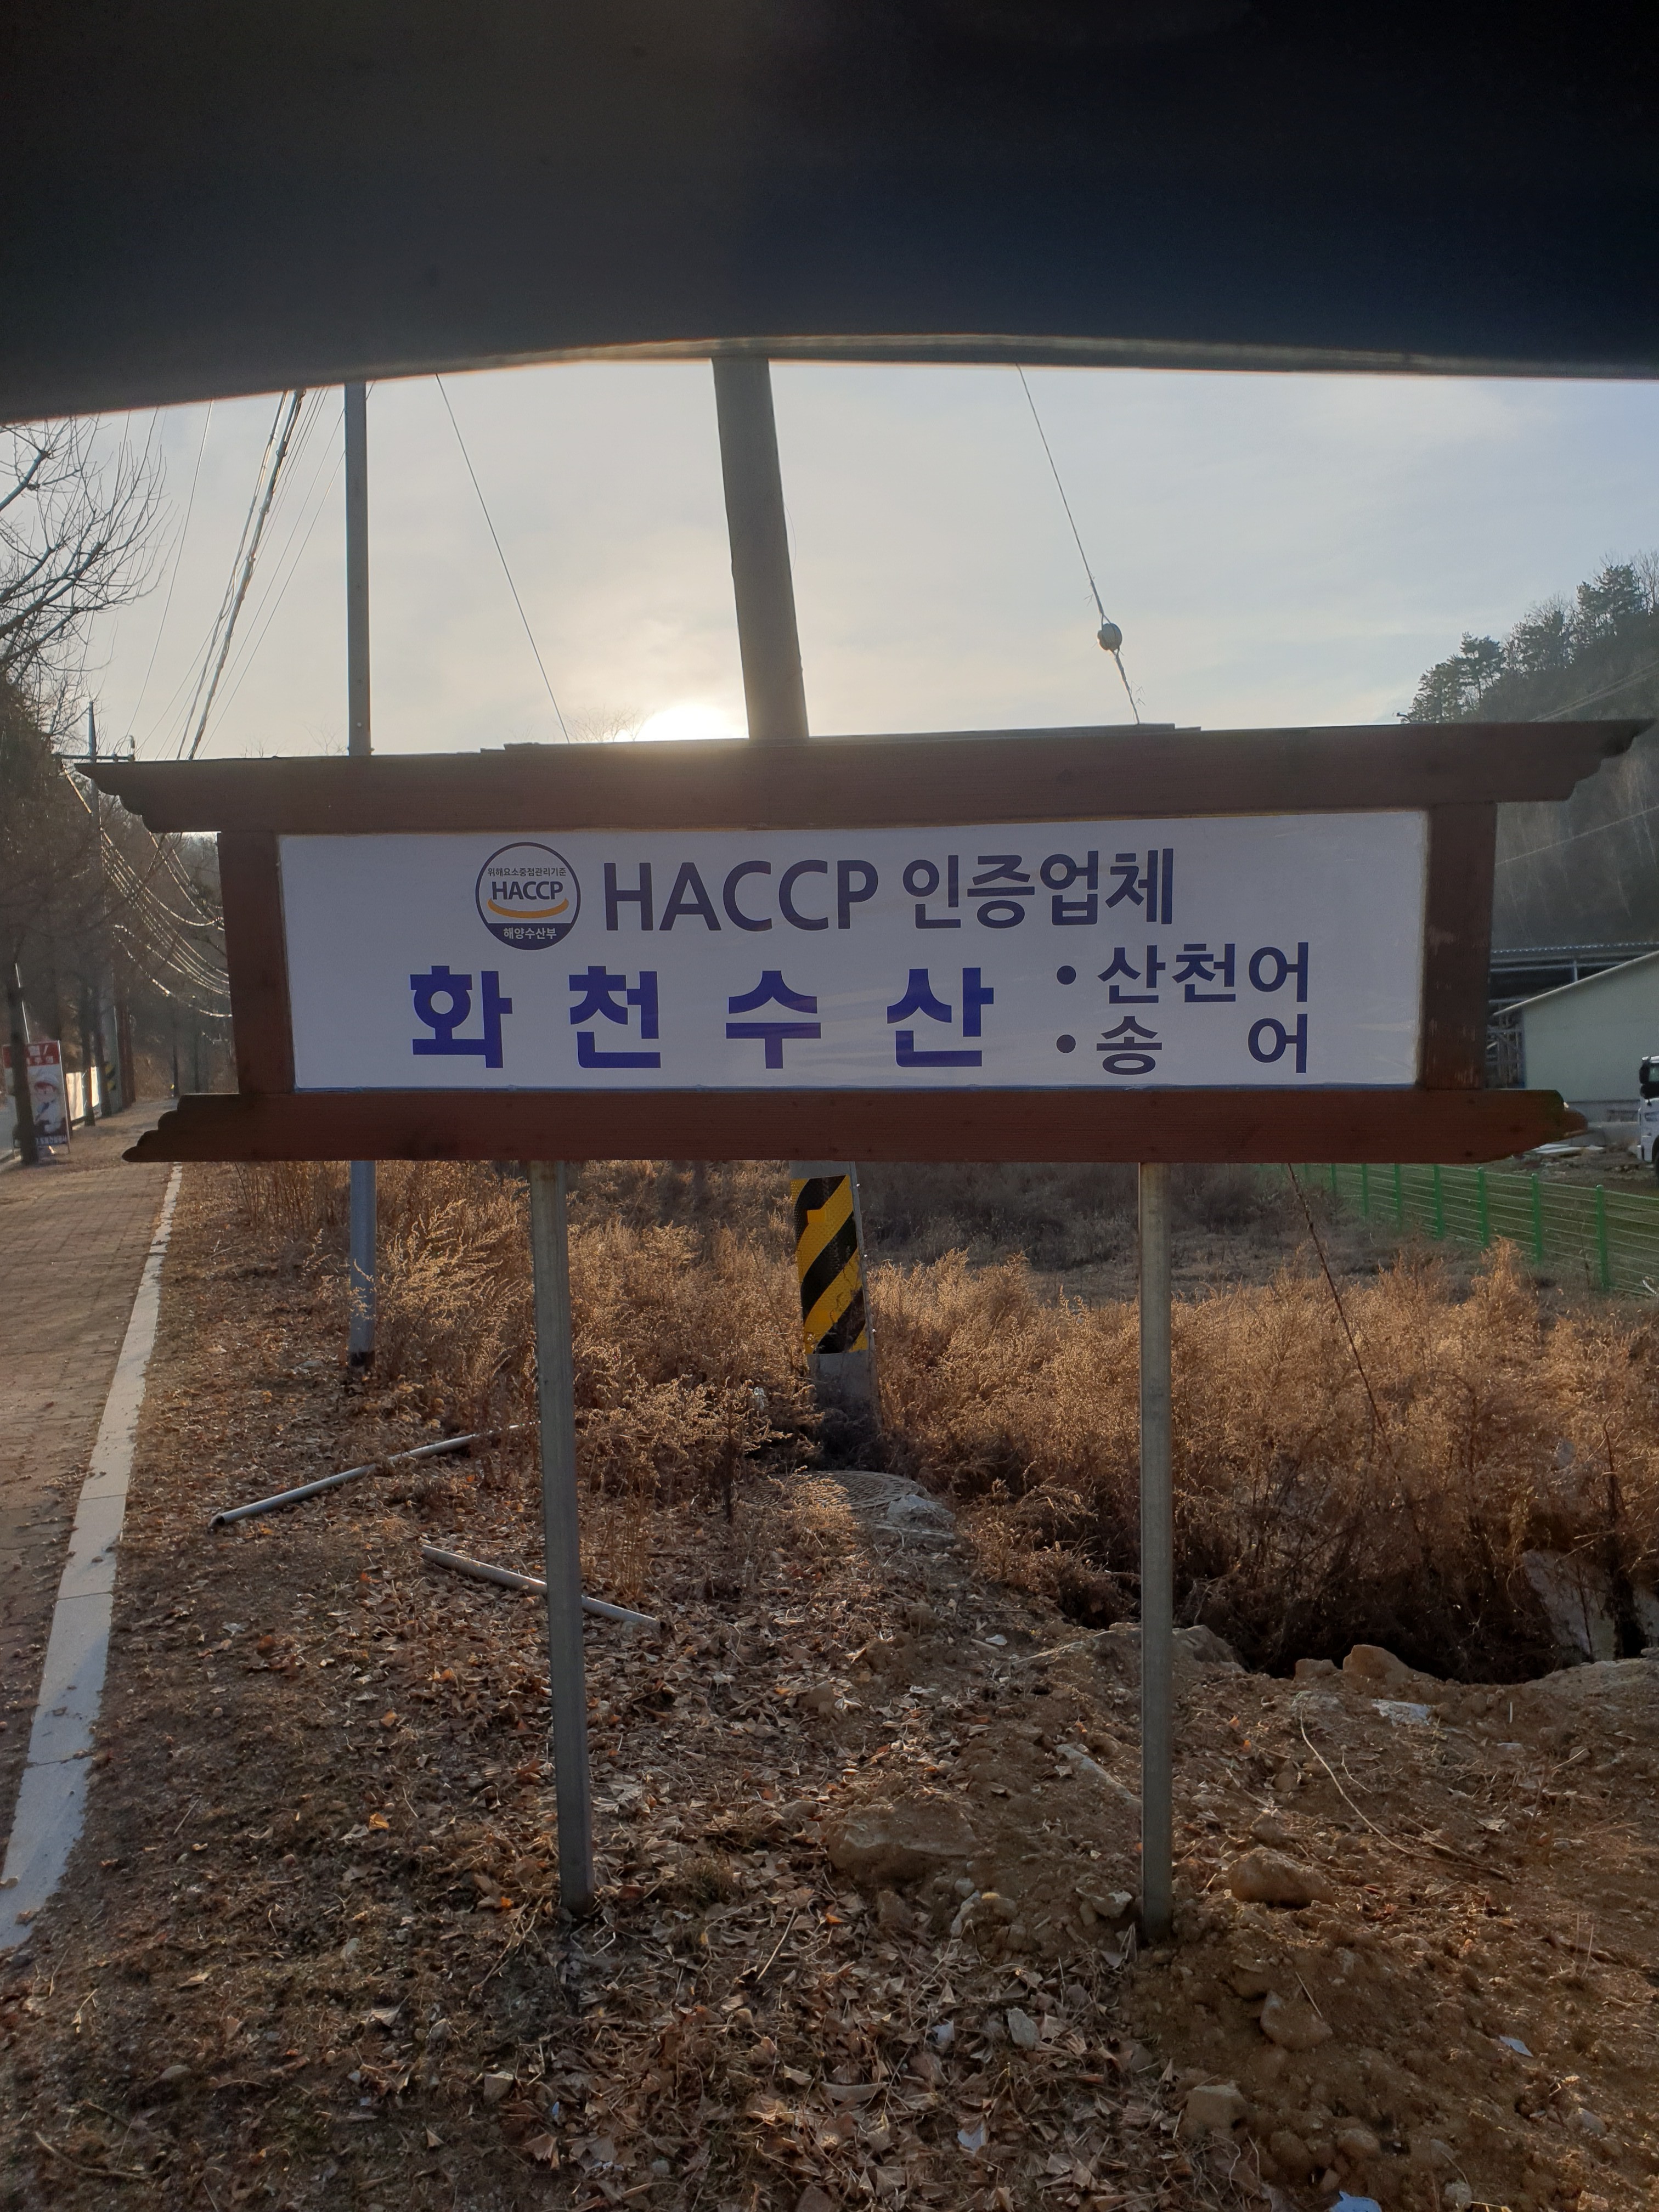 위해요소중점관리기준
HACCP
해양수산부
HACCP 인증업체
화천수산
• 산천어
• 송어